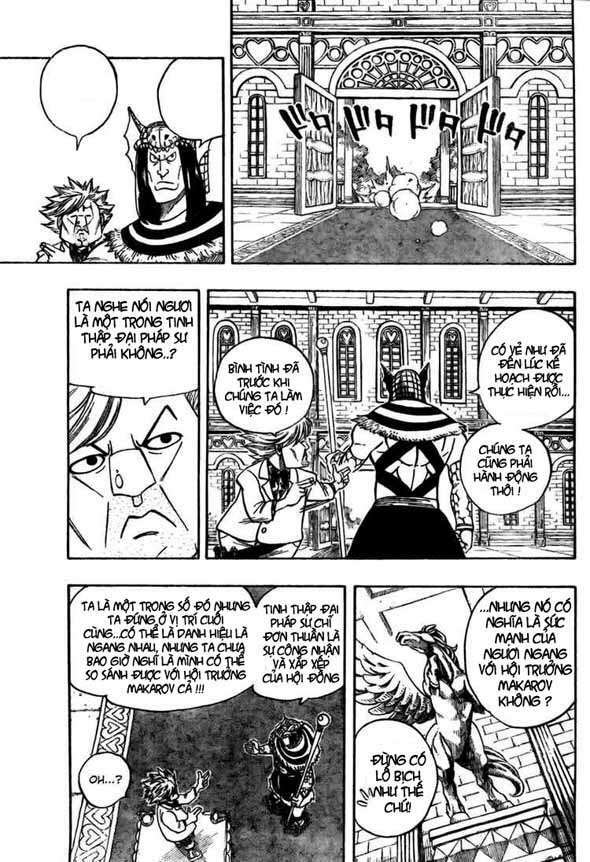 ドドドド
CÓ VẺ NHƯ ĐÃ
ĐẾN LÚC KẾ
HOẠCH ĐƯỢC
THỰC HIỆN RỒI...
CHÚNG TA
CŨNG PHẢI
HÀNH ĐỘNG
THÔI !
BÌNH TĨNH ĐÃ
TRƯỚC KHI
CHÚNG TA LÀM
VIỆC ĐÓ !
TA NGHE NÓI NGƯƠI
LÀ MỘT TRONG TINH
THẬP ĐẠI PHÁP SƯ
PHẢI KHÔNG..?
...NHƯNG NÓ CÓ
NGHĨA LÀ SỨC
MẠNH CỦA
NGƯƠI NGANG
VỚI HỘI TRƯỞNG
MAKAROV
KHÔNG ?
ĐỪNG CÓ
LỐ BỊCH
NHƯ THẾ
CHỨ!
TINH THẬP ĐẠI
PHÁP SƯ CHỈ
ĐƠN THUẦN LÀ
SỰ CÔNG NHẬN
VÀ XẮP XẾP
CỦA HỘI ĐỒNG
TA LÀ MỘT TRONG SỐ ĐÓ NHƯNG
TA ĐỨNG Ở VỊ TRÍ CUỐI
CÙNG...CÓ THỂ LÀ DANH HIỆU LÀ
NGANG NHAU, NHƯNG TA CHƯA
BAO GIỜ NGHĨ LÀ MÌNH CÓ THỂ
SO SÁNH ĐƯỢC VỚI HỘI TRƯỞNG
MAKAROV CẢ !!!
OH...?